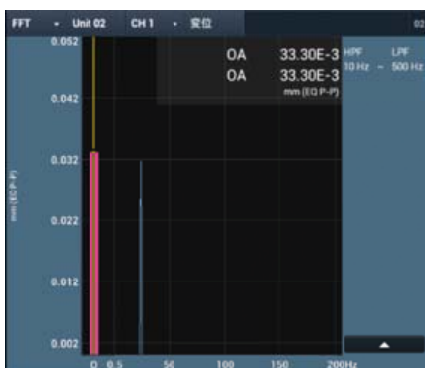 FFT - Unit 02 CH 1 · 変位 02
0.052
OA 33.30E-3
OA 33.30E-3
mm (EQ P-P)
HPF LPF
10 Hz ~ 500 Hz
0.042
0.032
mm (EQ P-P)
0.022
0.012
0.002
0 0.5 50 100 150 200Hz